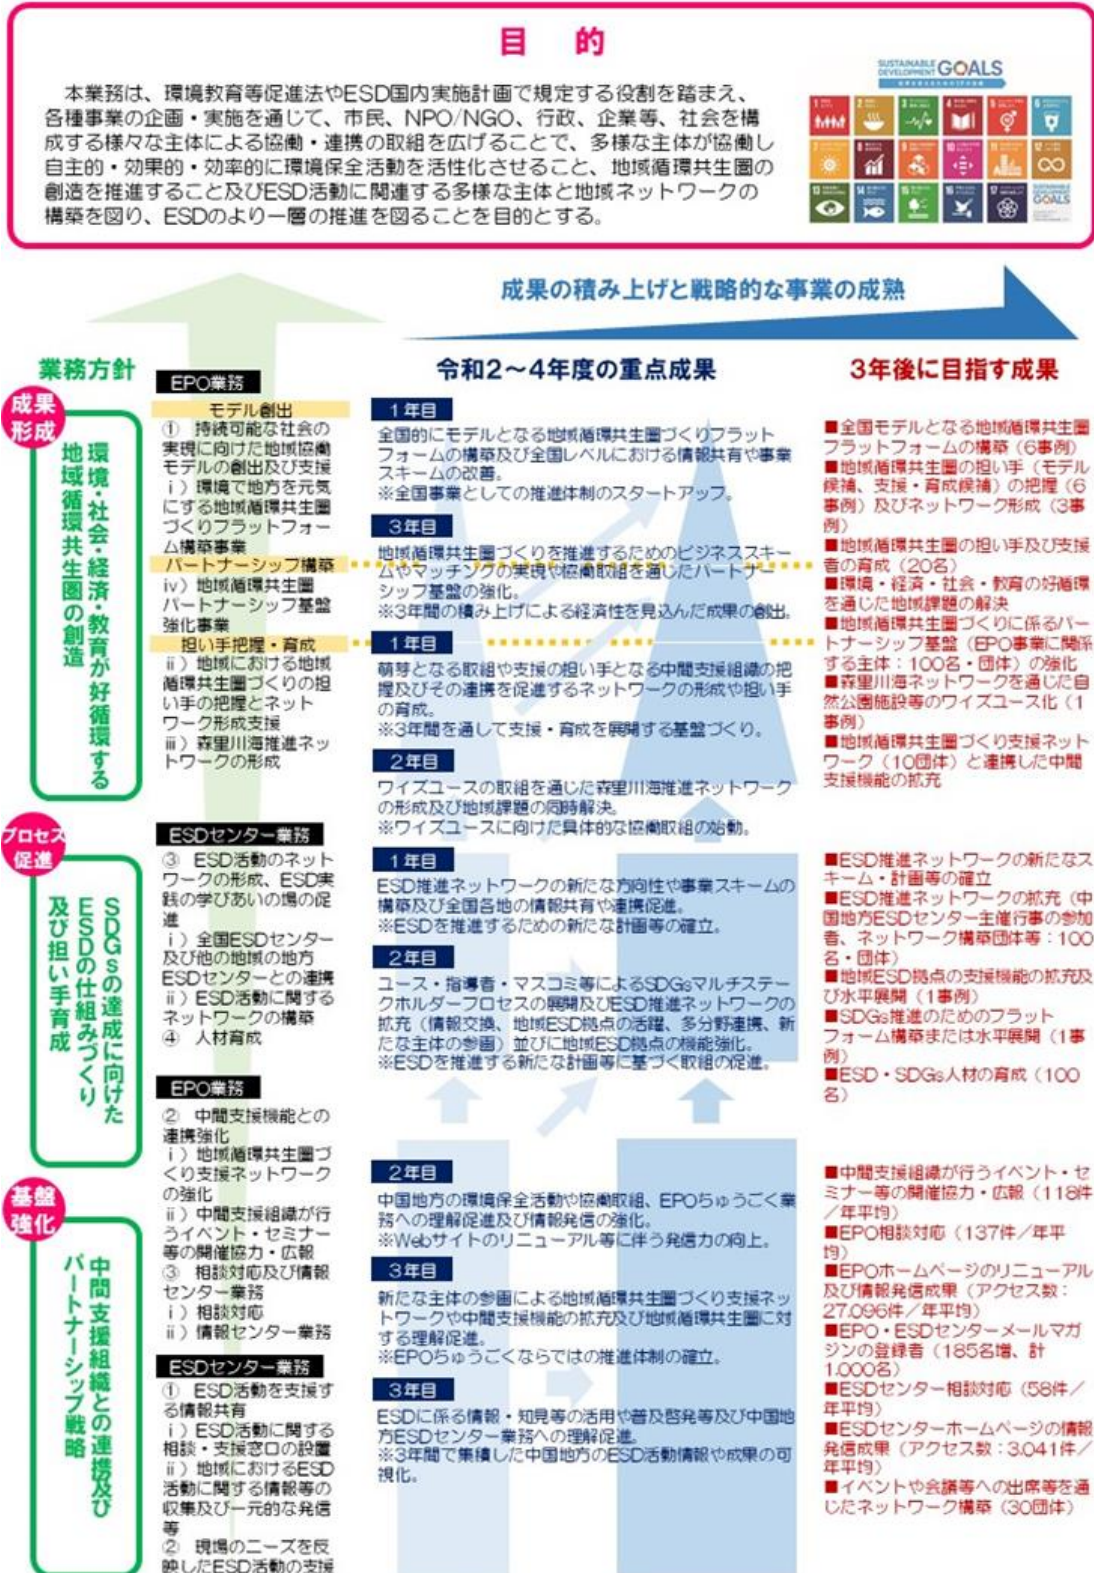 目 的
本業務は、環境教育等促進法やESD国内実施計画で規定する役割を踏まえ、
各種事業の企画・実施を通じて、市民、NPO/NGO、行政、企業等、社会を構
成する様々な主体による協働・連携の取組を広げることで、多様な主体が協働し
自主的・効果的・効率的に環境保全活動を活性化させること、地域循環共生圏の
創造を推進すること及びESD活動に関連する多様な主体と地域ネットワークの
構築を図り、ESDのより一層の推進を図ることを目的とする。
SUSTAINABLE
DEVELOPMENT GOALS
1 2 3 4 5 6
7 8 9 10 11 12
13 14 15 16 17
SUSTAINABLE
DEVELOPMENT
GOALS
成果の積み上げと戦略的な事業の成熟
業務方針
令和2～4年度の重点成果
3年後に目指す成果
成果
形成
環境・社会・経済・教育が好循環する
地域循環共生圏の創造
EPO業務
モデル創出
① 持続可能な社会の
実現に向けた地域協働
モデルの創出及び支援
ⅰ）環境で地方を元気
にする地域循環共生圏
づくりプラットフォー
ム構築事業
パートナーシップ構築
ⅳ）地域循環共生圏
パートナーシップ基盤
強化事業
担い手把握・育成
ⅱ）地域における地域
循環共生圏づくりの担
い手の把握とネット
ワーク形成支援
ⅲ）森里川海推進ネッ
トワークの形成
1年目
全国的にモデルとなる地域循環共生圏づくりプラット
フォームの構築及び全国レベルにおける情報共有や事業
スキームの改善。
※全国事業としての推進体制のスタートアップ。
3年目
地域循環共生圏づくりを推進するためのビジネススキー
ムやマッチングの実現や協働取組を通じたパートナー
シップ基盤の強化。
※3年間の積み上げによる経済性を見込んだ成果の創出。
1年目
萌芽となる取組や支援の担い手となる中間支援組織の把
握及びその連携を促進するネットワークの形成や担い手
の育成。
※3年間を通して支援・育成を展開する基盤づくり。
2年目
ワイズユースの取組を通じた森里川海推進ネットワーク
の形成及び地域課題の同時解決。
※ワイズユースに向けた具体的な協働取組の始動。
■全国モデルとなる地域循環共生圏
プラットフォームの構築（6事例）
■地域循環共生圏の担い手（モデル
候補、支援・育成候補）の把握（6
事例）及びネットワーク形成（3事
例）
■地域循環共生圏の担い手及び支援
者の育成（20名）
■環境・経済・社会・教育の好循環
を通じた地域課題の解決
■地域循環共生圏づくりに係るパー
トナーシップ基盤（EPO事業に関係
する主体：100名・団体）の強化
■森里川海ネットワークを通じた自
然公園施設等のワイズユース化（1
事例）
■地域循環共生圏づくり支援ネット
ワーク（10団体）と連携した中間
支援機能の拡充
プロセス
促進
SDGsの達成に向けた
ESDの仕組みづくり
及び担い手育成
ESDセンター業務
③ ESD活動のネット
ワークの形成、ESD実
践の学びあいの場の促
進
ⅰ）全国ESDセンター
及び他の地域の地方
ESDセンターとの連携
ⅱ）ESD活動に関する
ネットワークの構築
④ 人材育成
1年目
ESD推進ネットワークの新たな方向性や事業スキームの
構築及び全国各地の情報共有や連携促進。
※ESDを推進するための新たな計画等の確立。
2年目
ユース・指導者・マスコミ等によるSDGsマルチステー
クホルダープロセスの展開及びESD推進ネットワークの
拡充（情報交換、地域ESD拠点の活躍、多分野連携、新
たな主体の参画）並びに地域ESD拠点の機能強化。
※ESDを推進する新たな計画等に基づく取組の促進。
■ESD推進ネットワークの新たなス
キーム・計画等の確立
■ESD推進ネットワークの拡充（中
国地方ESDセンター主催行事の参加
者、ネットワーク構築団体等：100
名・団体）
■地域ESD拠点の支援機能の拡充及
び水平展開（1事例）
■SDGs推進のためのプラット
フォーム構築または水平展開（1事
例）
■ESD・SDGs人材の育成（100
名）
基盤
強化
中間支援組織との連携及び
パートナーシップ戦略
EPO業務
② 中間支援機能との
連携強化
ⅰ）地域循環共生圏づ
くり支援ネットワーク
の強化
ⅱ）中間支援組織が行
うイベント・セミナー
等の開催協力・広報
③ 相談対応及び情報
センター業務
ⅰ）相談対応
ⅱ）情報センター業務
ESDセンター業務
① ESD活動を支援す
る情報共有
ⅰ）ESD活動に関する
相談・支援窓口の設置
ⅱ）地域におけるESD
活動に関する情報等の
収集及び一元的な発信
等
② 現場のニーズを反
映したESD活動の支援
2年目
中国地方の環境保全活動や協働取組、EPOちゅうごく業
務への理解促進及び情報発信の強化。
※Webサイトのリニューアル等に伴う発信力の向上。
3年目
新たな主体の参画による地域循環共生圏づくり支援ネッ
トワークや中間支援機能の拡充及び地域循環共生圏に対
する理解促進。
※EPOちゅうごくならではの推進体制の確立。
3年目
ESDに係る情報・知見等の活用や普及啓発等及び中国地
方ESDセンター業務への理解促進。
※3年間で集積した中国地方のESD活動情報や成果の可
視化。
■中間支援組織が行うイベント・セ
ミナー等の開催協力・広報（118件
／年平均）
■EPO相談対応（137件／年平
均）
■EPOホームページのリニューアル
及び情報発信成果（アクセス数：
27,096件／年平均）
■EPO・ESDセンターメールマガ
ジンの登録者（185名増、計
1,000名）
■ESDセンター相談対応（58件／
年平均）
■ESDセンターホームページの情報
発信成果（アクセス数：3,041件／
年平均）
■イベントや会議等への出席等を通
じたネットワーク構築（30団体）